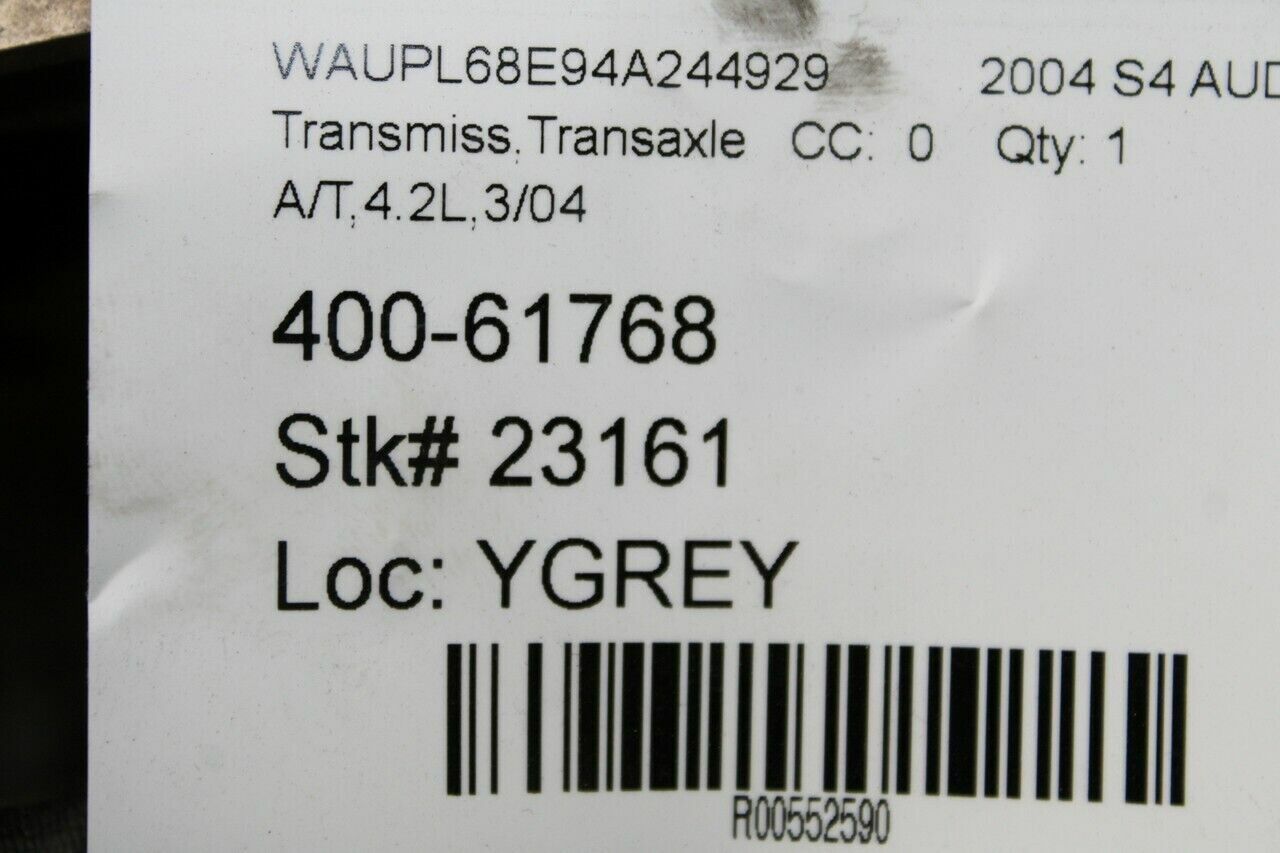 WAUPL68E94A244929 2004 S4 AUD
Transmiss.Transaxle CC: 0 Qty: 1
A/T,4.2L,3/04
400-61768
Stk# 23161
Loc: YGREY
R00552590